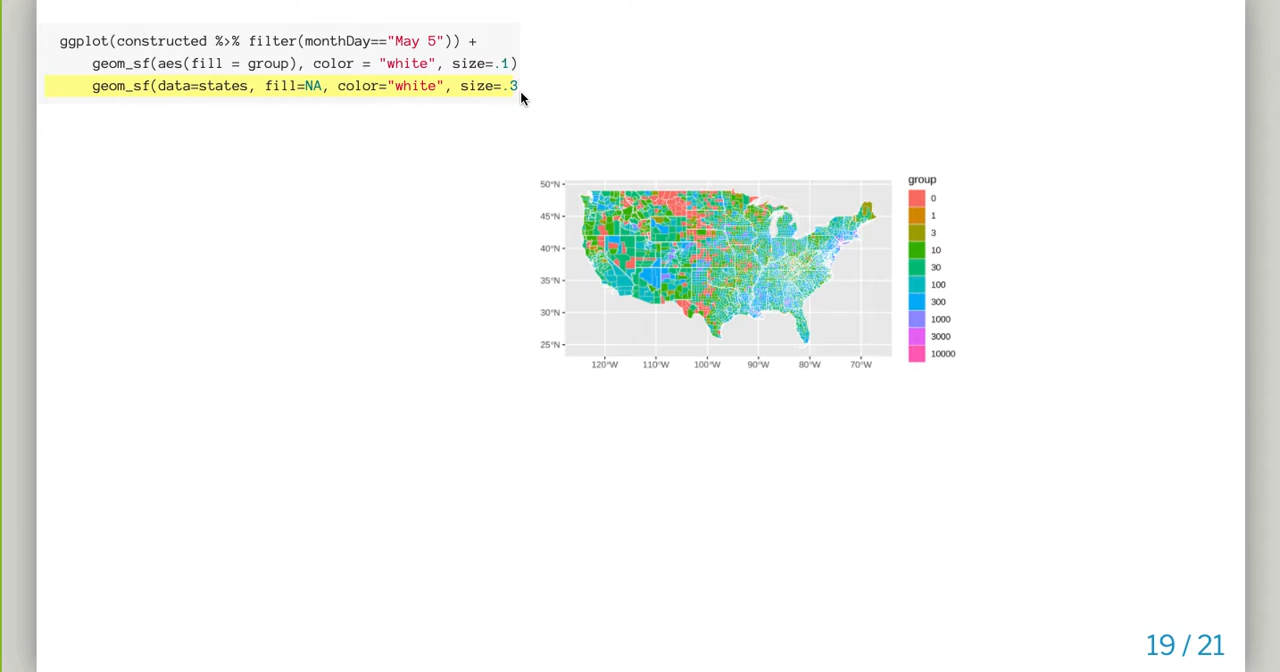 ggplot(constructed %>% filter(monthDay=="May 5")) +
geom_sf(aes(fill = group), color = "white", size=.1)
geom_sf(data=states, fill=NA, color="white", size=.3
group
50°N
45°N
40°N
35°N
30°N
25°N
120°W 110°W 100°W 90°W 80°W 70°W
0
1
3
10
30
100
300
1000
3000
10000
19 / 21